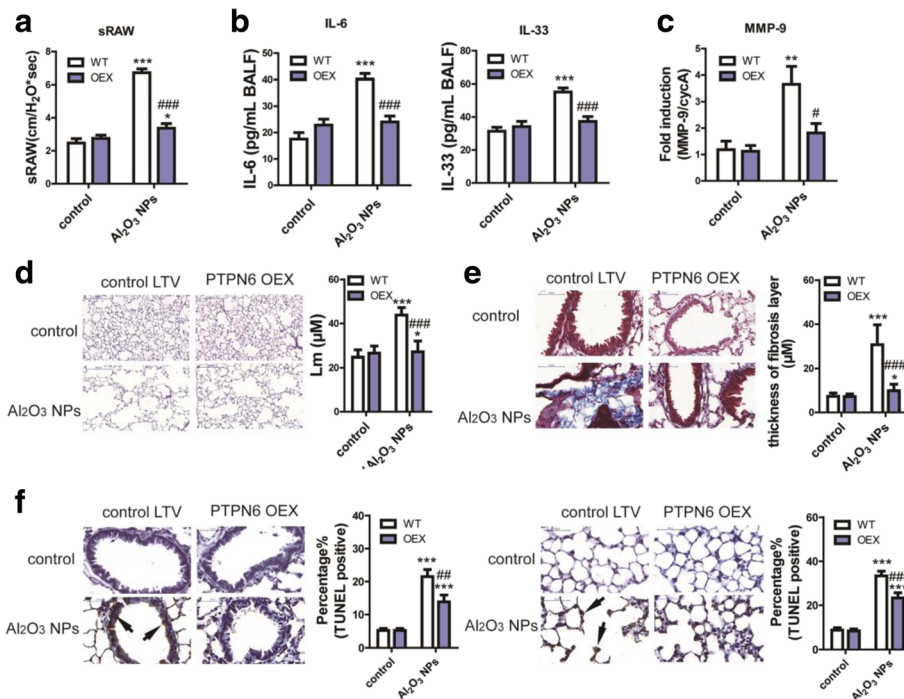 a
sRAW
WT
OEX
sRAW(cm/H₂O*sec)
8
6
4
2
0
***
###
*
control
Al₂O₃ NPs
b
IL-6
WT
OEX
IL-6 (pg/mL BALF)
60
40
20
0
***
###
control
Al₂O₃ NPs
IL-33
WT
OEX
IL-33 (pg/mL BALF)
80
60
40
20
0
***
###
control
Al₂O₃ NPs
c
MMP-9
WT
OEX
Fold induction
(MMP-9/cycA)
5
4
3
2
1
0
**
#
control
Al₂O₃ NPs
d
control LTV
PTPN6 OEX
control
Al₂O₃ NPs
WT
OEX
Lm (µM)
60
40
20
0
***
###
*
control
Al₂O₃ NPs
e
control LTV
PTPN6 OEX
control
Al₂O₃ NPs
WT
OEX
thickness of fibrosis layer
(µM)
60
40
20
0
***
###
*
control
Al₂O₃ NPs
f
control LTV
PTPN6 OEX
control
Al₂O₃ NPs
WT
OEX
Percentage%
(TUNEL positive)
40
30
20
10
0
***
##
***
control
Al₂O₃ NPs
control LTV
PTPN6 OEX
control
Al₂O₃ NPs
WT
OEX
Percentage%
(TUNEL positive)
60
40
20
0
***
###
***
control
Al₂O₃ NPs